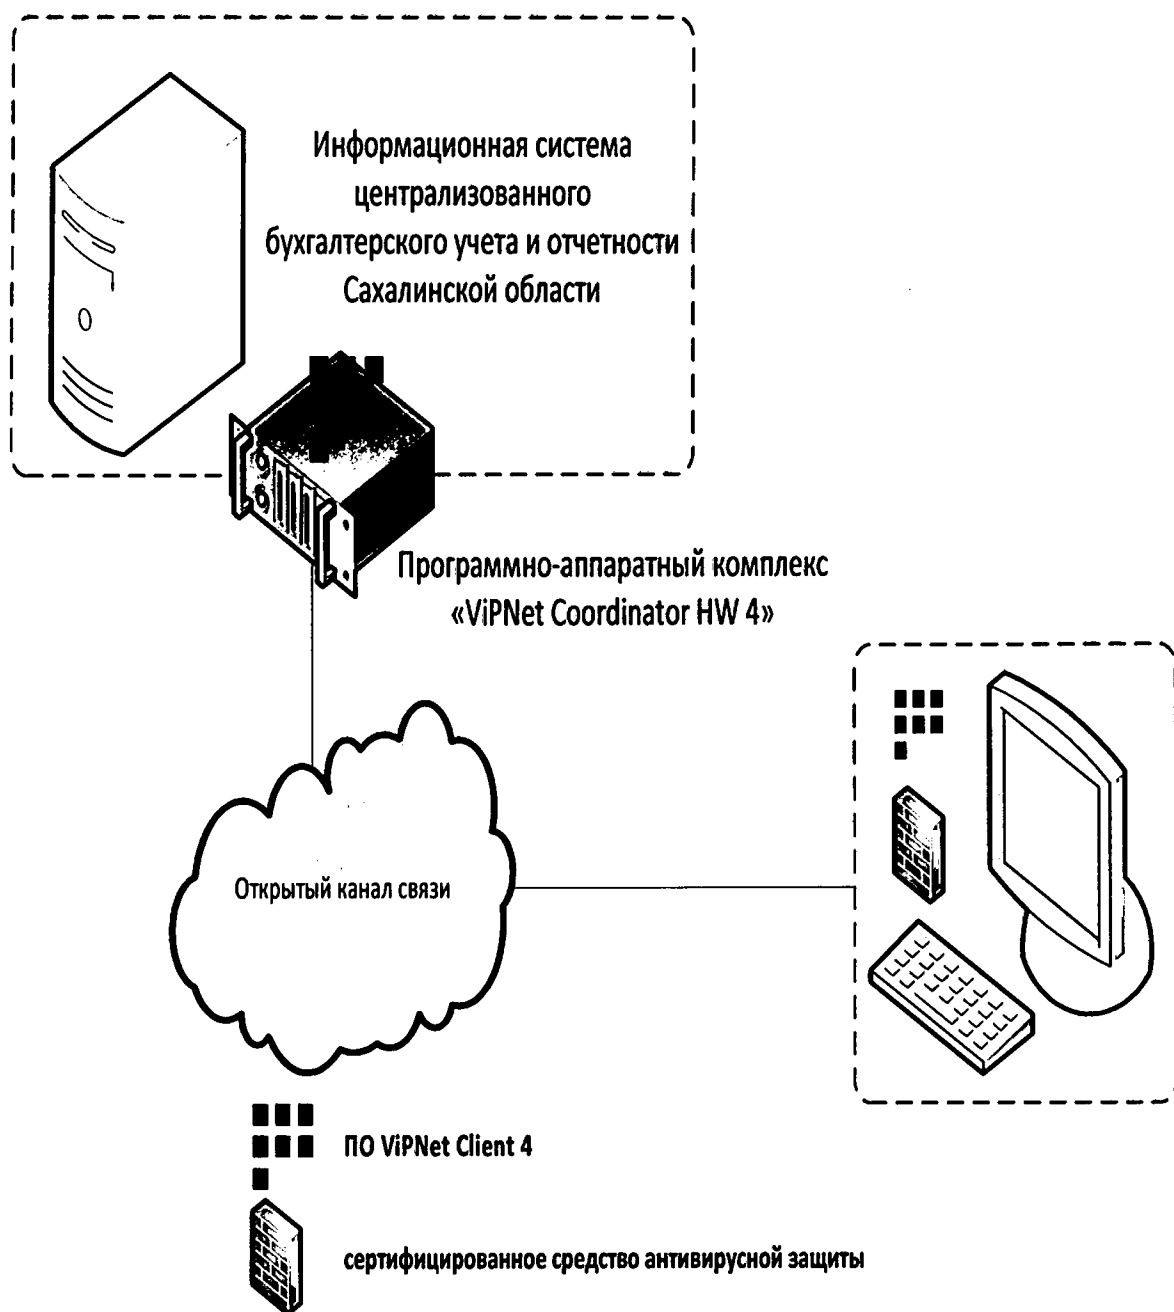 Информационная система
централизованного
бухгалтерского учета и отчетности
Сахалинской области
Программно-аппаратный комплекс
«ViPNet Coordinator HW 4»
Открытый канал связи
ПО ViPNet Client 4
сертифицированное средство антивирусной защиты